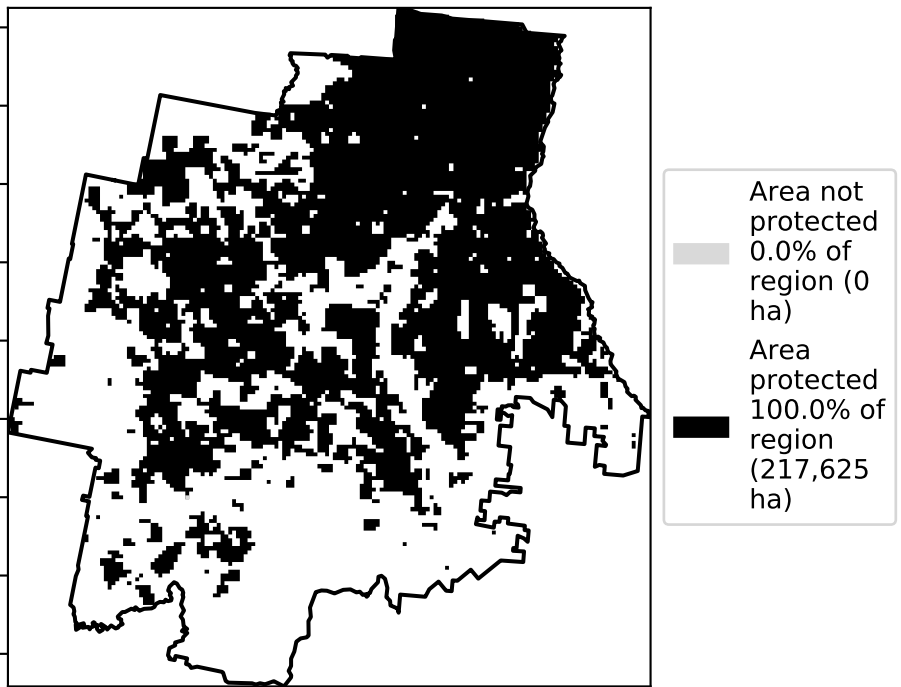 Area not
protected
0.0% of
region (0
ha)
Area
protected
100.0% of
region
(217,625
ha)